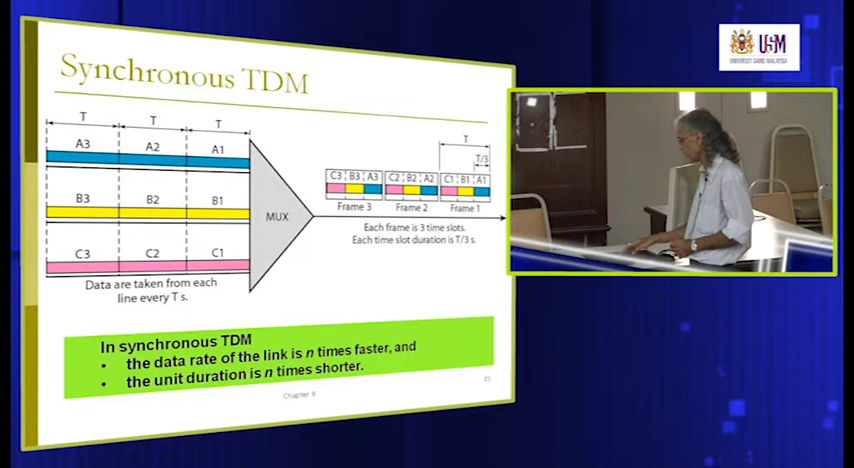 Synchronous TDM
T T T
A3 A2 A1
B3 B2 B1
C3 C2 C1
Data are taken from each
line every T s.
MUX
T
T/3
C3 B3 A3 C2 B2 A2 C1 B1 A1
Frame 3 Frame 2 Frame 1
Each frame is 3 time slots.
Each time slot duration is T/3 s.
In synchronous TDM
• the data rate of the link is n times faster, and
• the unit duration is n times shorter.
Chapter 6
USM
UNIVERSITI SAINS MALAYSIA